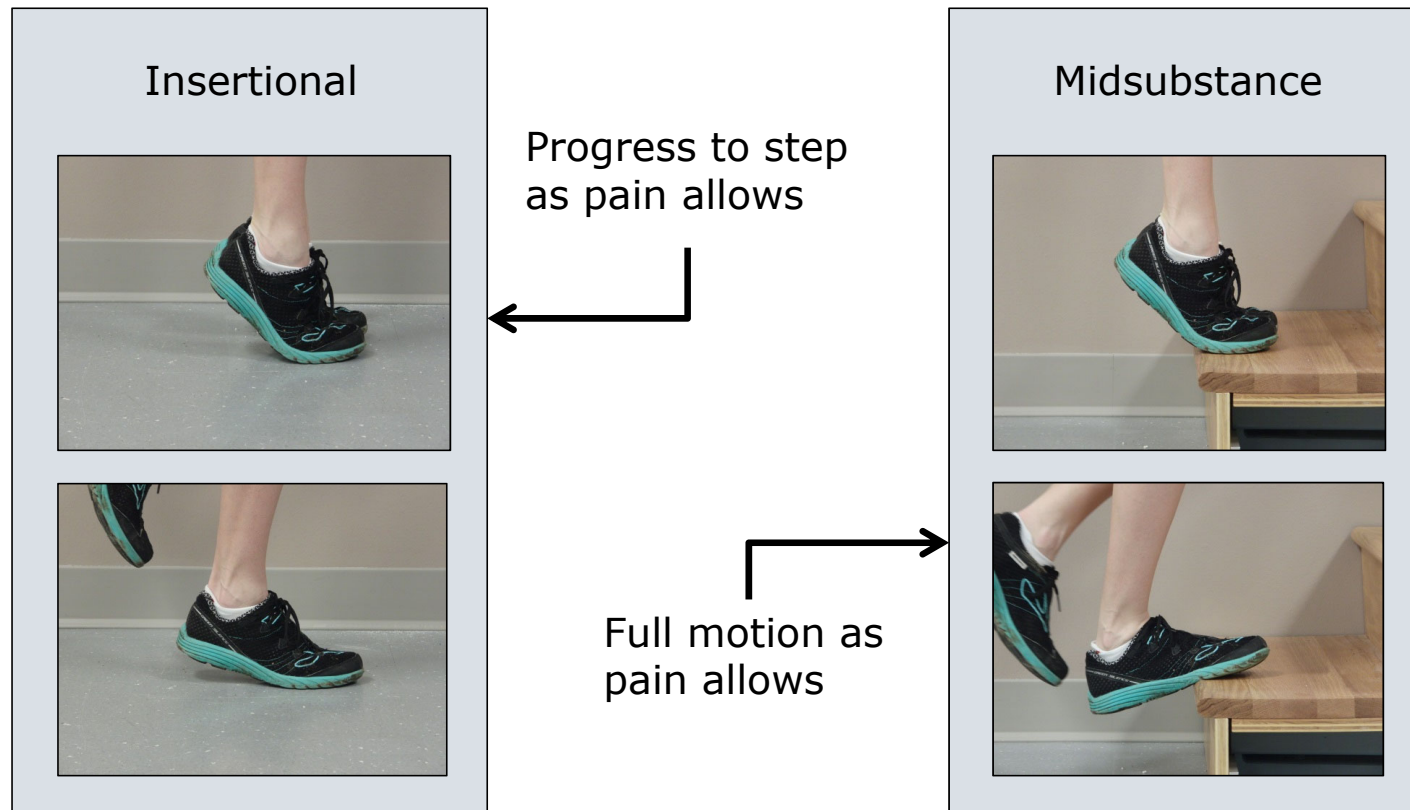 Insertional
Progress to step
as pain allows
Full motion as
pain allows
Midsubstance